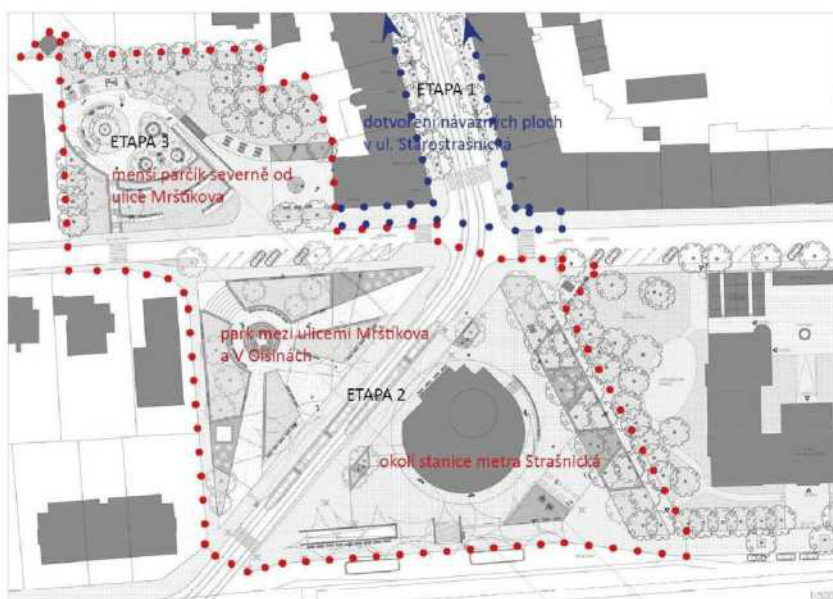 ETAPA 1
dotvoření návazných ploch
v ul. Starostrašnická
ETAPA 3
menší parčík severně od
ulice Mrštíkova
park mezi ulicemi Mrštíkova
a V Olšinách
ETAPA 2
okolí stanice metra Strašnická